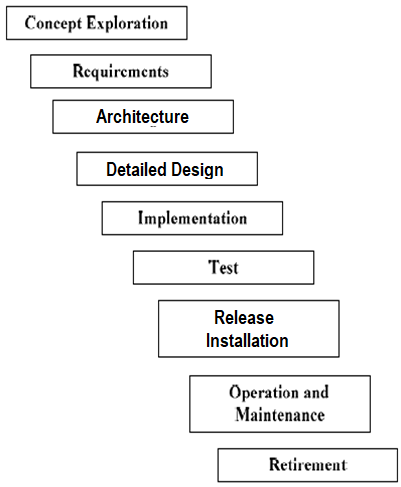 Concept Exploration
Requirements
Architecture
Detailed Design
Implementation
Test
Release
Installation
Operation and
Maintenance
Retirement